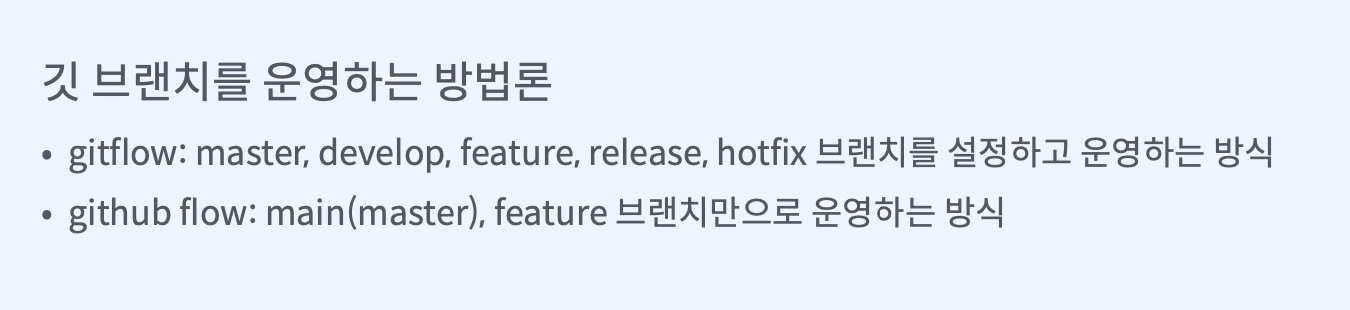 깃 브랜치를 운영하는 방법론
• gitflow: master, develop, feature, release, hotfix 브랜치를 설정하고 운영하는 방식
• github flow: main(master), feature 브랜치만으로 운영하는 방식